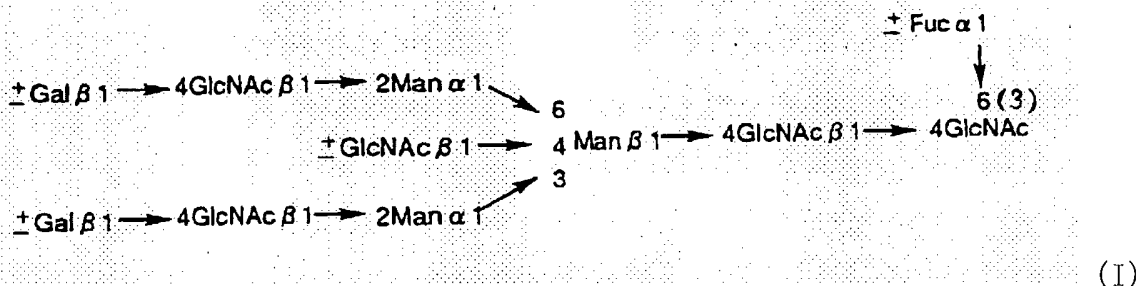 ± Fuc α 1
± Gal β 1 → 4GlcNAc β 1 → 2Man α 1
6
6 (3)
± GlcNAc β 1 → 4 Man β 1 → 4GlcNAc β 1 → 4GlcNAc
3
± Gal β 1 → 4GlcNAc β 1 → 2Man α 1
(I)